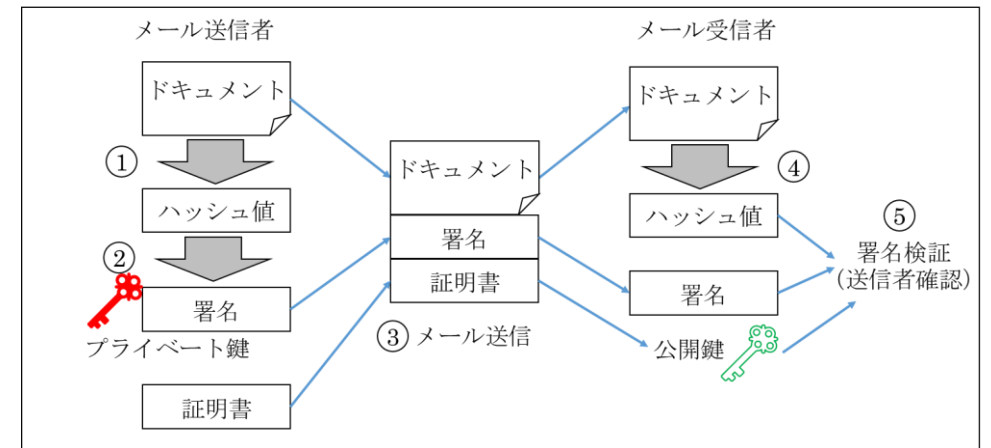 メール送信者
メール受信者
ドキュメント
ドキュメント
①
ドキュメント
④
ハッシュ値
ハッシュ値
②
署名
⑤
署名検証
(送信者確認)
署名
証明書
署名
プライベート鍵
③メール送信
公開鍵
証明書